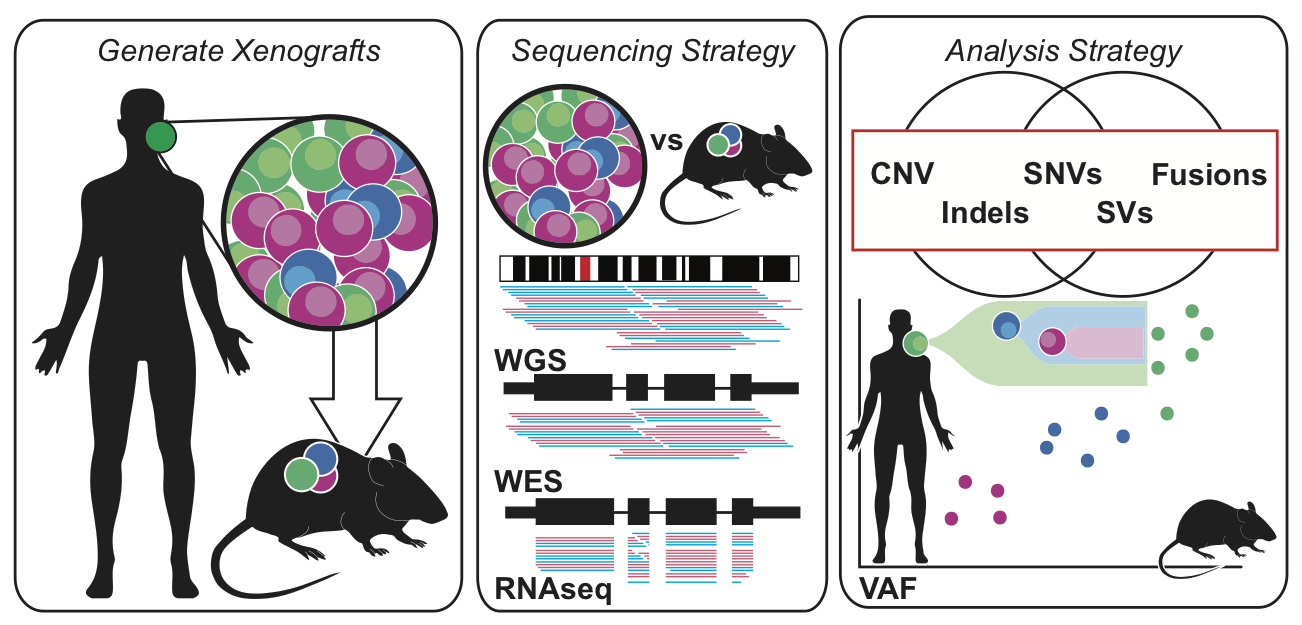 Generate Xenografts
Sequencing Strategy
vs
WGS
WES
RNAseq
Analysis Strategy
CNV SNVs Fusions
Indels SVs
VAF